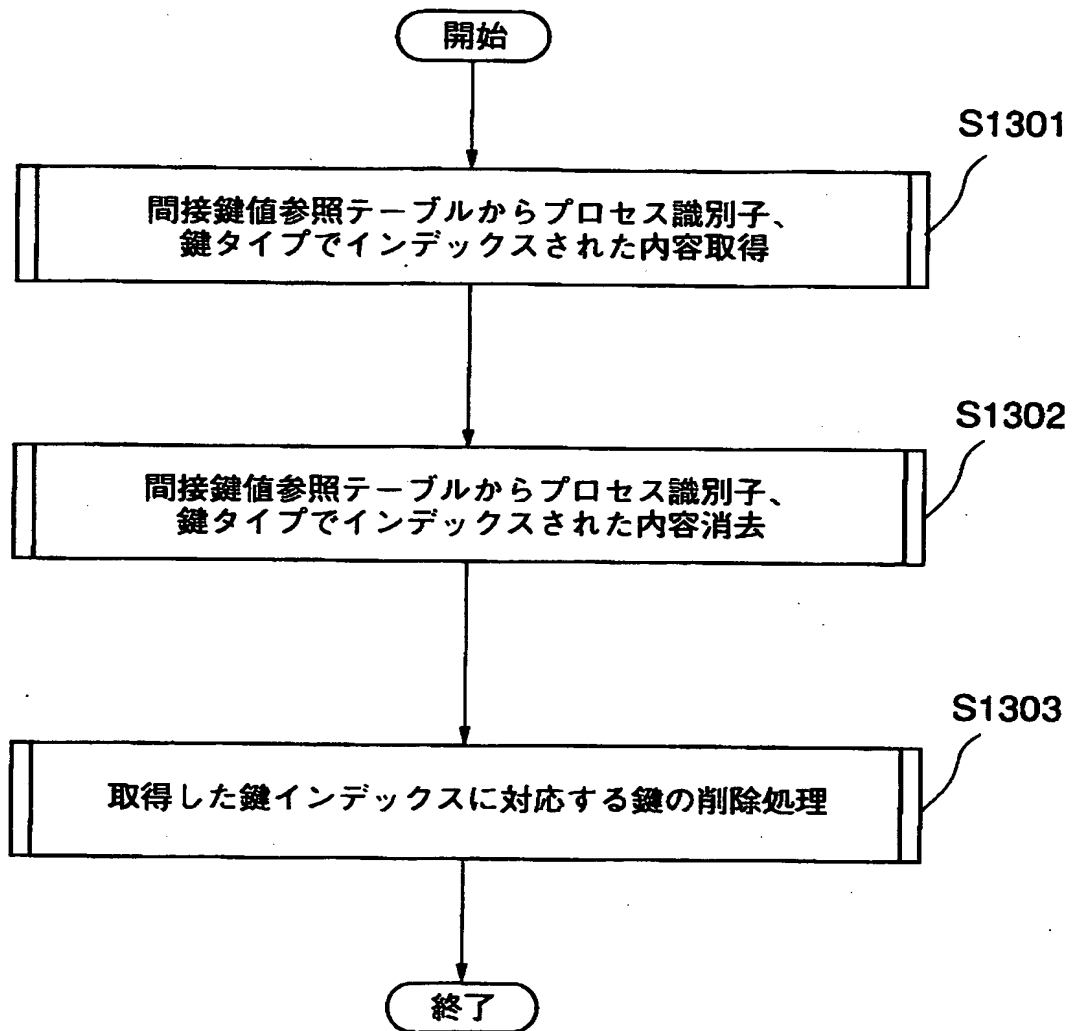 開始
S1301
間接鍵値参照テーブルからプロセス識別子、
鍵タイプでインデックスされた内容取得
S1302
間接鍵値参照テーブルからプロセス識別子、
鍵タイプでインデックスされた内容消去
S1303
取得した鍵インデックスに対応する鍵の削除処理
終了